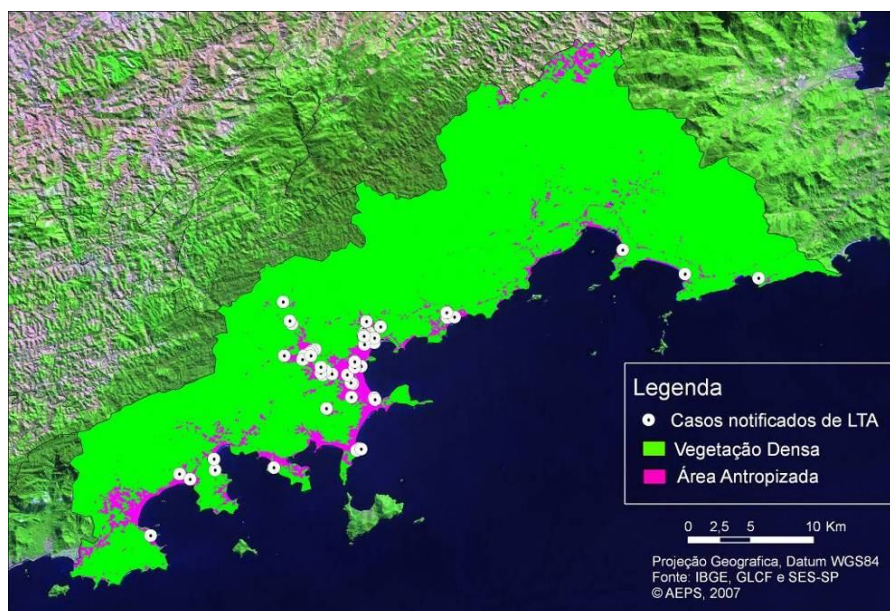 Legenda
Casos notificados de LTA
Vegetação Densa
Área Antropizada
0 2,5 5 10 Km
Projeção Geografica, Datum WGS84
Fonte: IBGE, GLCF e SES-SP
© AEPS, 2007